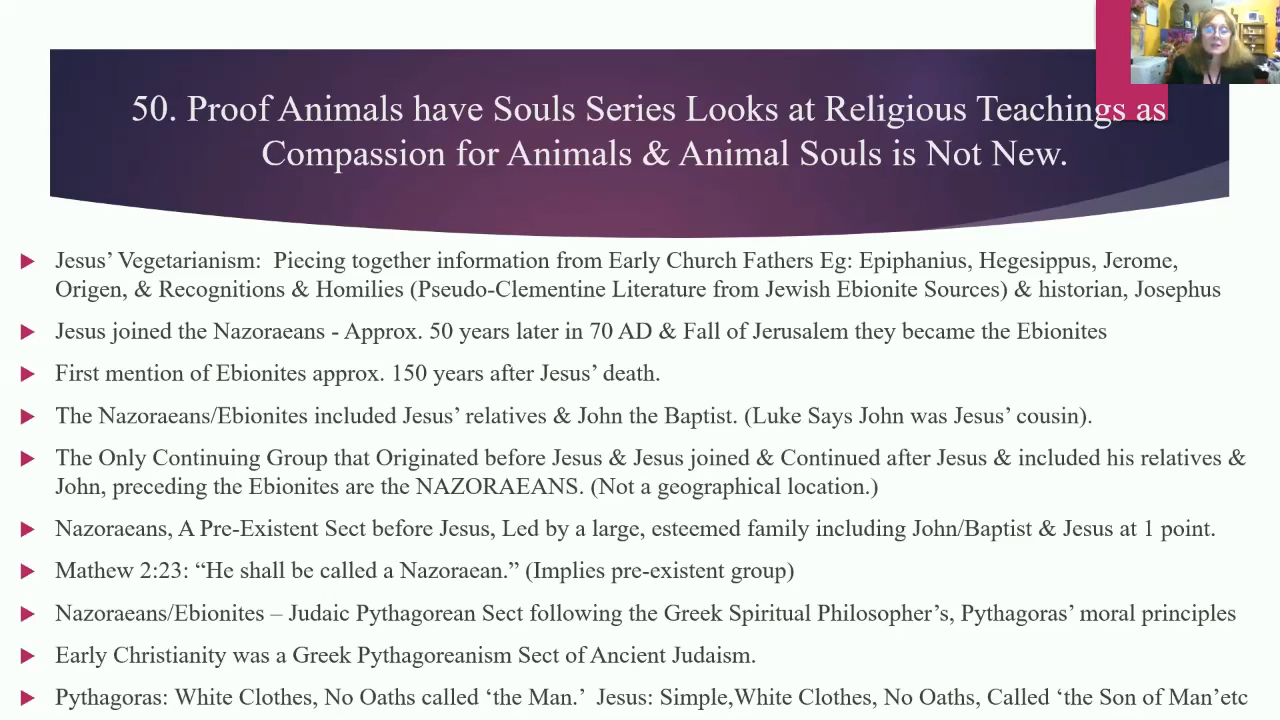 50. Proof Animals have Souls Series Looks at Religious Teachings as
Compassion for Animals & Animal Souls is Not New.
Jesus' Vegetarianism:  Piecing together information from Early Church Fathers Eg: Epiphanius, Hegesippus, Jerome,
Origen, & Recognitions & Homilies (Pseudo-Clementine Literature from Jewish Ebionite Sources) & historian, Josephus
Jesus joined the Nazoraeans - Approx. 50 years later in 70 AD & Fall of Jerusalem they became the Ebionites
First mention of Ebionites approx. 150 years after Jesus' death.
The Nazoraeans/Ebionites included Jesus' relatives & John the Baptist. (Luke Says John was Jesus' cousin).
The Only Continuing Group that Originated before Jesus & Jesus joined & Continued after Jesus & included his relatives &
John, preceding the Ebionites are the NAZORAEANS. (Not a geographical location.)
Nazoraeans, A Pre-Existent Sect before Jesus, Led by a large, esteemed family including John/Baptist & Jesus at 1 point.
Mathew 2:23: “He shall be called a Nazoraean.” (Implies pre-existent group)
Nazoraeans/Ebionites – Judaic Pythagorean Sect following the Greek Spiritual Philosopher's, Pythagoras' moral principles
Early Christianity was a Greek Pythagoreanism Sect of Ancient Judaism.
Pythagoras: White Clothes, No Oaths called ‘the Man.’  Jesus: Simple,White Clothes, No Oaths, Called ‘the Son of Man’etc